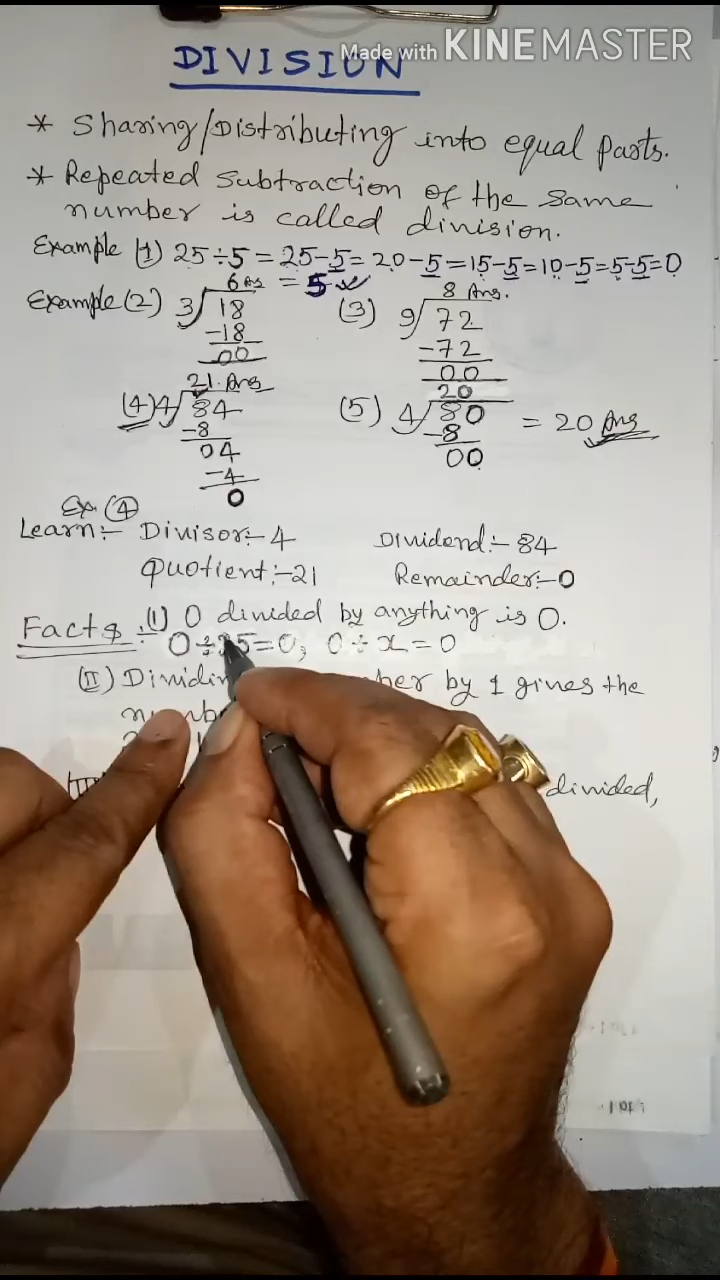 Made with KINEMASTER
DIVISION
* Sharing/Distributing into equal parts.
* Repeated subtraction of the same
number is called division.
Example (1) 25÷5 = 25-5= 20-5=15-5=10-5=5-5=0
= 5
Example (2) 3√18 6 Ans
-18
00
(3) 9√72 8 Ans.
-72
00
(4) 4√84 21. Ans
-8
04
-4
0
(5) 4√80 20 = 20 Ans
-8
00
Ex. (4)
Learn:- Divisor:- 4 Dividend:- 84
quotient:-21 Remainder:-0
Facts:- (I) 0 divided by anything is 0.
0÷25=0, 0÷x=0
(II) by 1 gives the
divided,